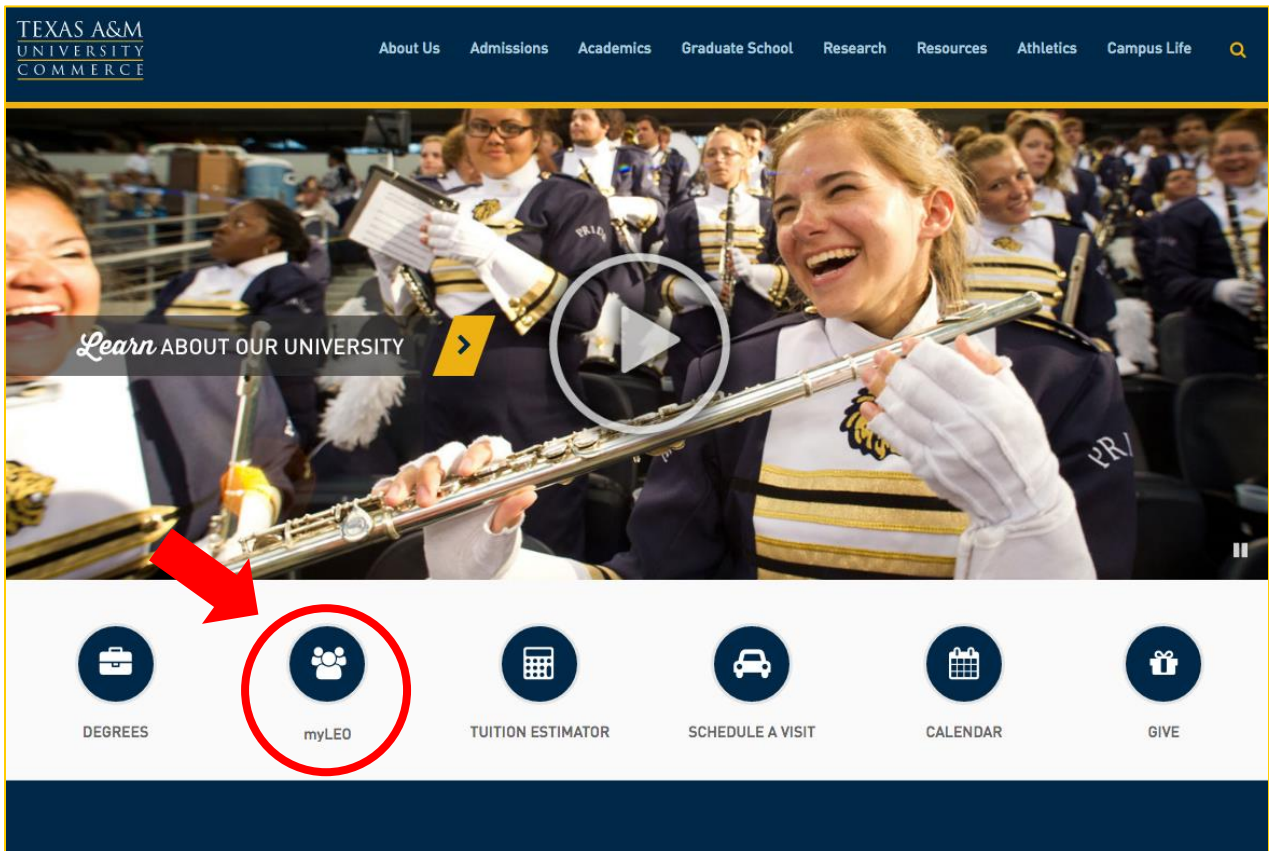 TEXAS A&M
UNIVERSITY
COMMERCE
About Us Admissions Academics Graduate School Research Resources Athletics Campus Life
PRIDE
Learn ABOUT OUR UNIVERSITY
DEGREES myLEO TUITION ESTIMATOR SCHEDULE A VISIT CALENDAR GIVE